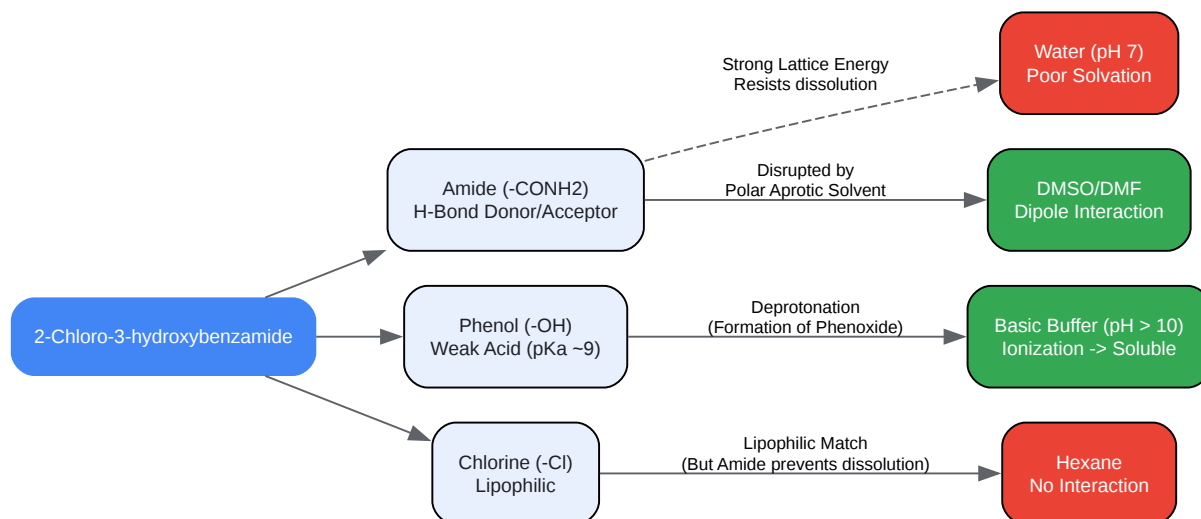 Water (pH 7)
Poor Solvation
Strong Lattice Energy
Resists dissolution
Amide (-CONH2)
H-Bond Donor/Acceptor
Disrupted by
Polar Aprotic Solvent
DMSO/DMF
Dipole Interaction
2-Chloro-3-hydroxybenzamide
Phenol (-OH)
Weak Acid (pKa ~9)
Deprotonation
(Formation of Phenoxide)
Basic Buffer (pH > 10)
Ionization -> Soluble
Chlorine (-Cl)
Lipophilic
Lipophilic Match
(But Amide prevents dissolution)
Hexane
No Interaction